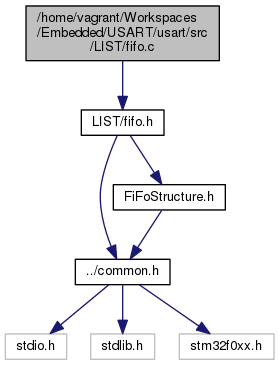 /home/vagrant/Workspaces
/Embedded/USART/usart/src
/LIST/fifo.c
LIST/fifo.h
FiFoStructure.h
../common.h
stdio.h
stdlib.h
stm32f0xx.h